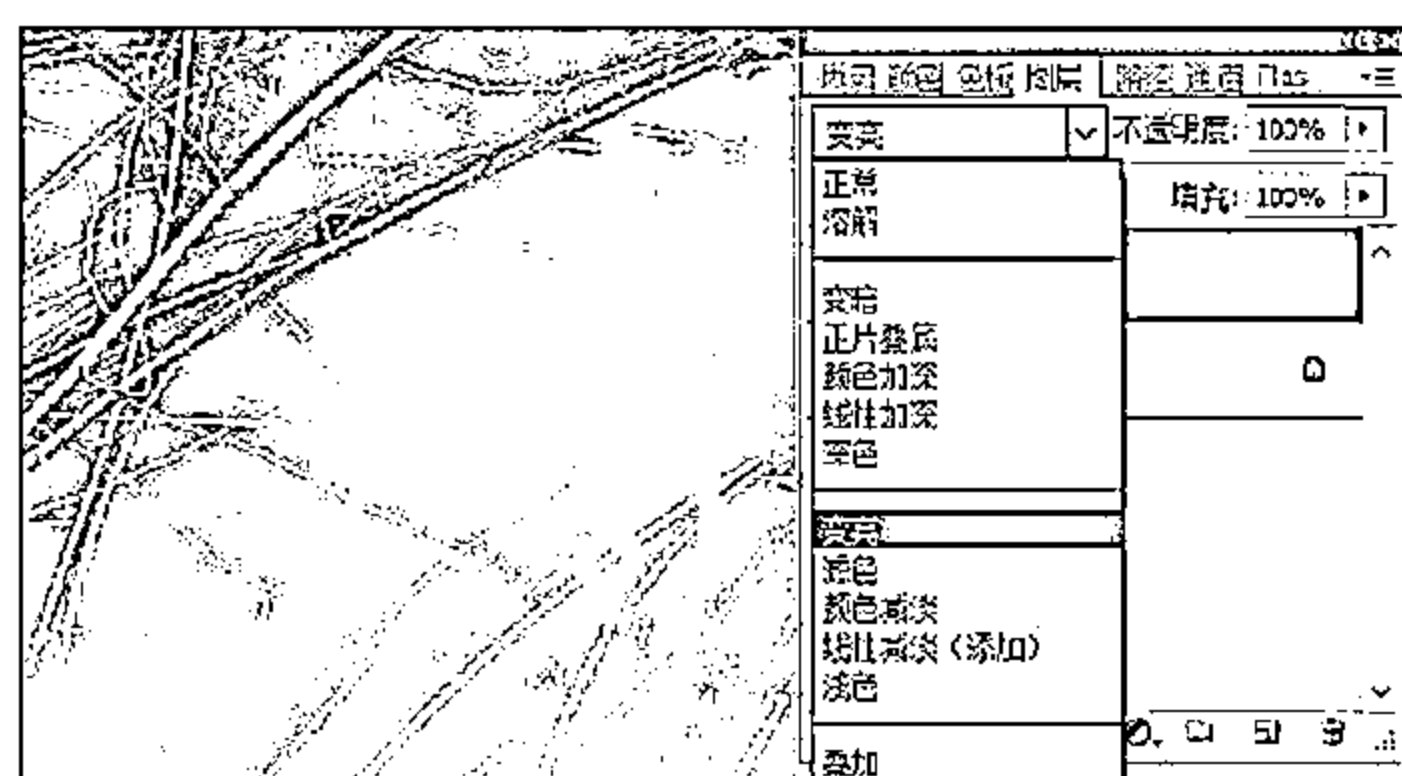 图层
变亮 不透明度: 100%
填充: 100%
正常
溶解
变暗
正片叠底
颜色加深
线性加深
深色
变亮
滤色
颜色减淡
线性减淡（添加）
浅色
叠加